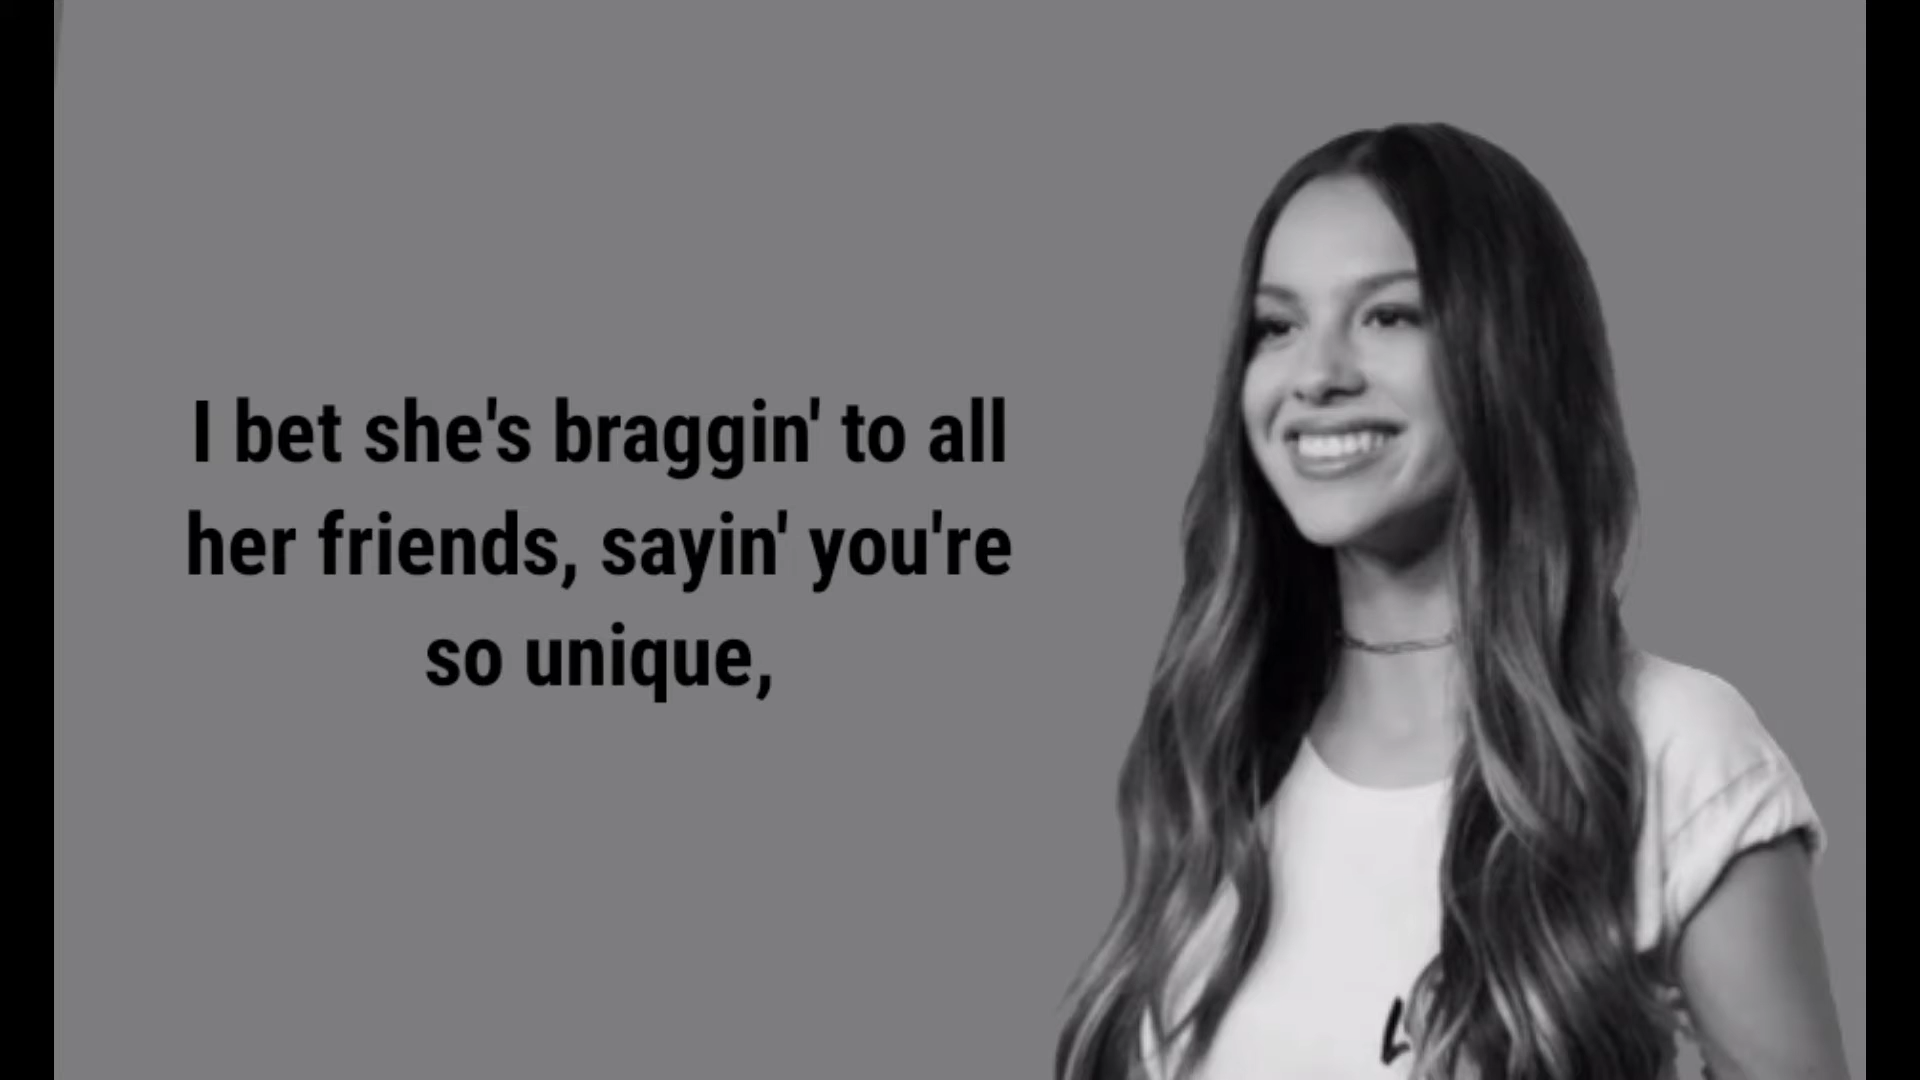 I bet she's braggin' to all
her friends, sayin' you're
so unique,